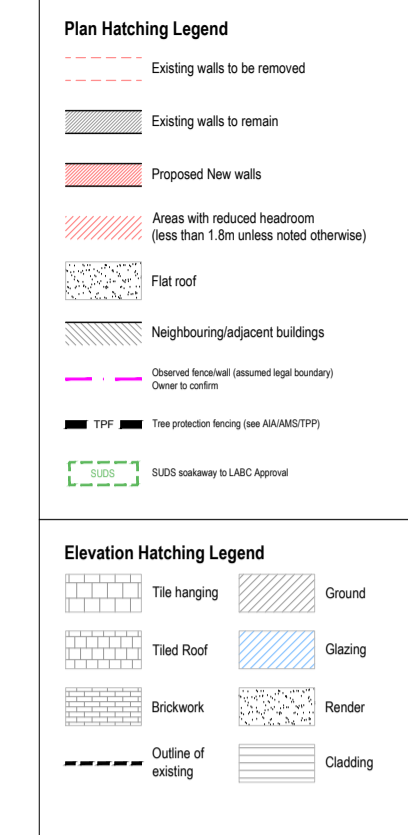 Plan Hatching Legend
Existing walls to be removed
Existing walls to remain
Proposed New walls
Areas with reduced headroom
(less than 1.8m unless noted otherwise)
Flat roof
Neighbouring/adjacent buildings
Observed fence/wall (assumed legal boundary)
Owner to confirm
TPF Tree protection fencing (see AIA/AMS/TPP)
SUDS SUDS soakaway to LABC Approval
Elevation Hatching Legend
Tile hanging
Ground
Tiled Roof
Glazing
Brickwork
Render
Outline of
existing
Cladding